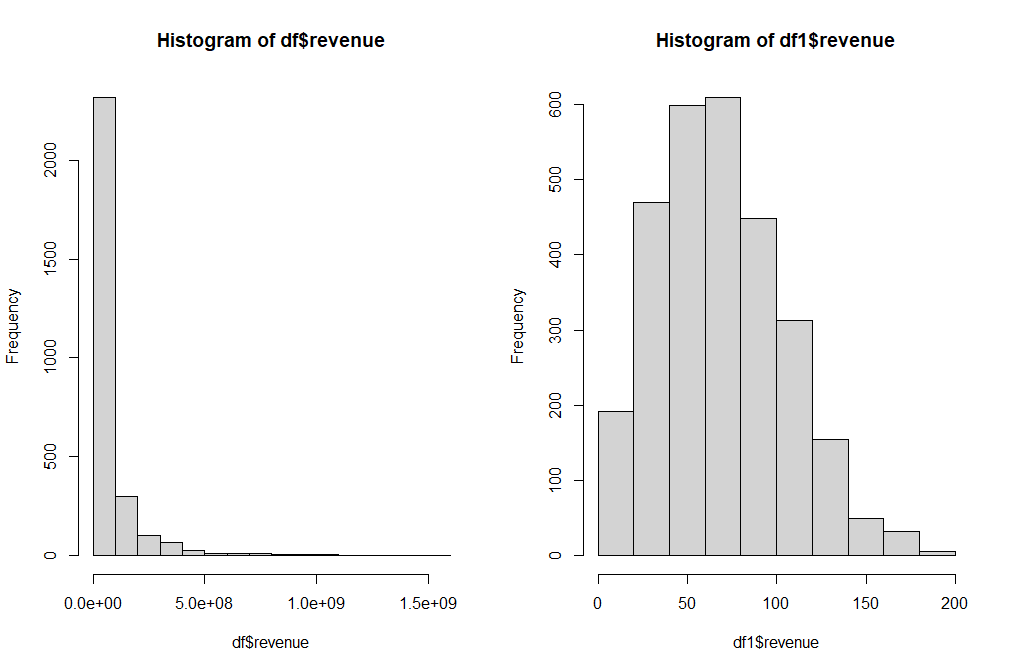 Histogram of df$revenue
Frequency
0
500
1000
1500
2000
0.0e+00 5.0e+08 1.0e+09 1.5e+09
df$revenue
Histogram of df1$revenue
Frequency
0
100
200
300
400
500
600
0 50 100 150 200
df1$revenue